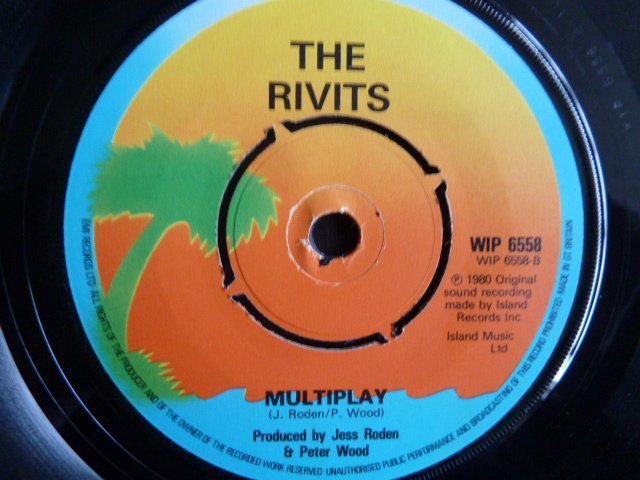 THE
RIVITS
WIP 6558
WIP 6558-B
℗ 1980 Original
sound recording
made by Island
Records Inc
Island Music
Ltd
MULTIPLAY
(J. Roden/P. Wood)
Produced by Jess Roden
& Peter Wood
EMI RECORDS LTD ALL RIGHTS OF THE PRODUCER AND OF THE OWNER OF THE RECORDED WORK RESERVED·UNAUTHORISED PUBLIC PERFORMANCE AND BROADCASTING OF THIS RECORD PROHIBITED·MADE IN GT. BRITAIN